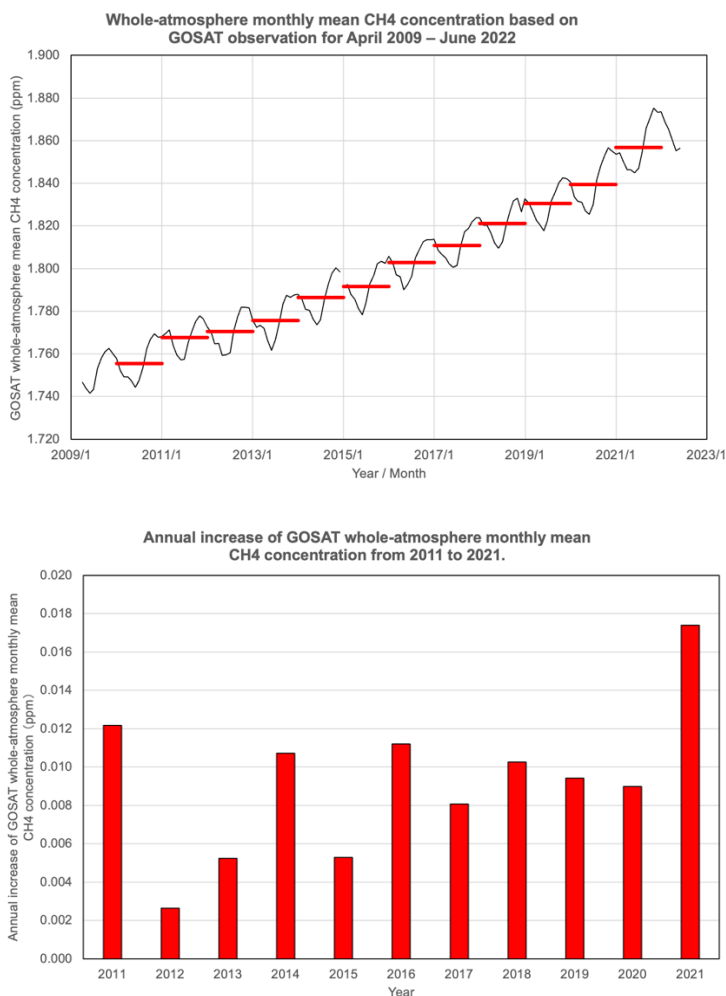 Whole-atmosphere monthly mean CH4 concentration based on
GOSAT observation for April 2009 – June 2022
GOSAT whole-atmosphere mean CH4 concentration (ppm)
1.900
1.880
1.860
1.840
1.820
1.800
1.780
1.760
1.740
1.720
2009/1 2011/1 2013/1 2015/1 2017/1 2019/1 2021/1 2023/1
Year / Month
Annual increase of GOSAT whole-atmosphere monthly mean
CH4 concentration from 2011 to 2021.
Annual increase of GOSAT whole-atmosphere monthly mean
CH4 concentration (ppm)
0.020
0.018
0.016
0.014
0.012
0.010
0.008
0.006
0.004
0.002
0.000
2011 2012 2013 2014 2015 2016 2017 2018 2019 2020 2021
Year